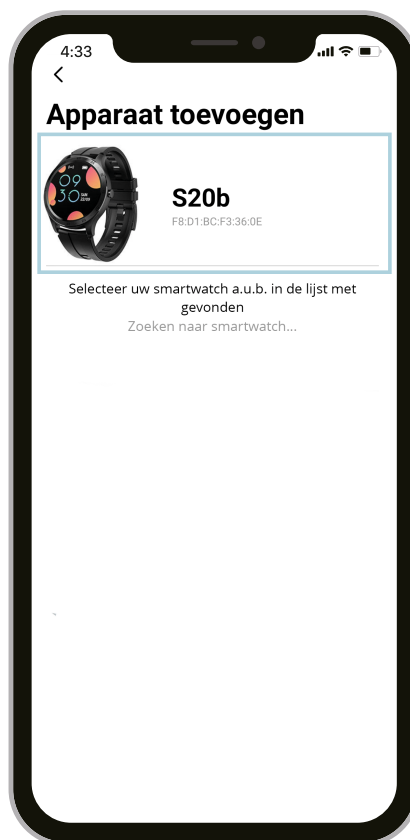 4:33
Apparaat toevoegen
09
30
S20b
F8:D1:BC:F3:36:0E
Selecteer uw smartwatch a.u.b. in de lijst met
gevonden
Zoeken naar smartwatch...